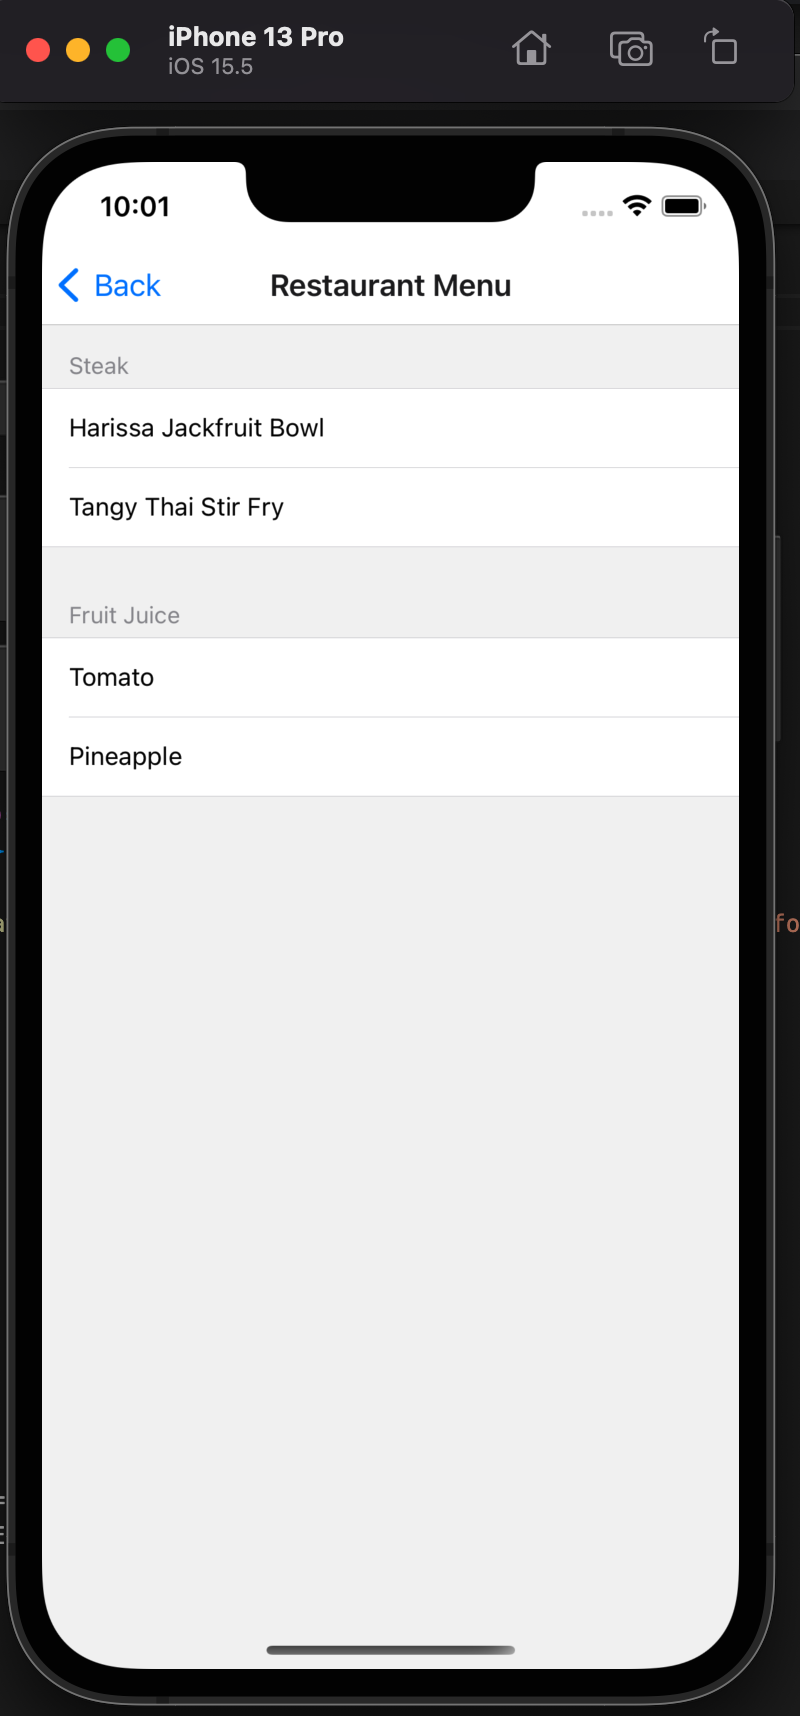 iPhone 13 Pro
iOS 15.5
10:01
Back
Restaurant Menu
Steak
Harissa Jackfruit Bowl
Tangy Thai Stir Fry
Fruit Juice
Tomato
Pineapple
fo